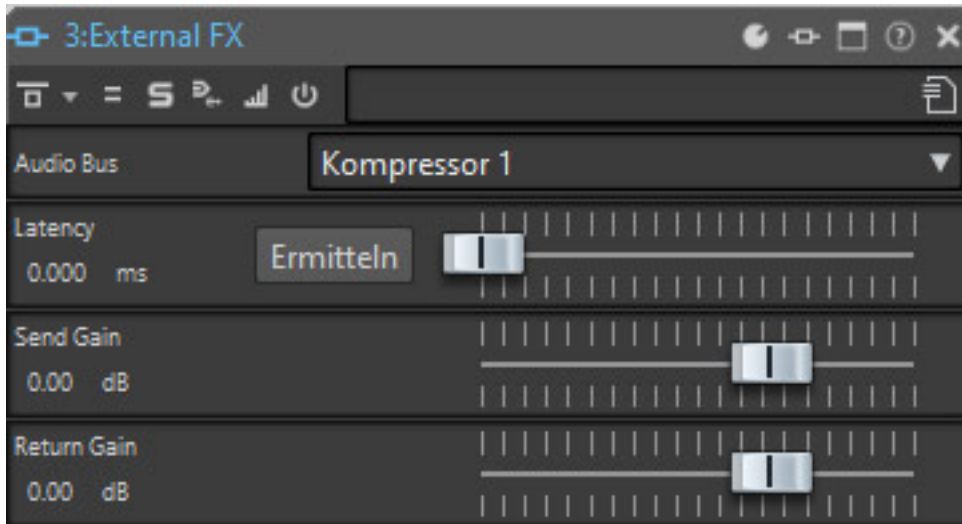 3:External FX
Audio Bus Kompressor 1
Latency
0.000 ms Ermitteln
Send Gain
0.00 dB
Return Gain
0.00 dB